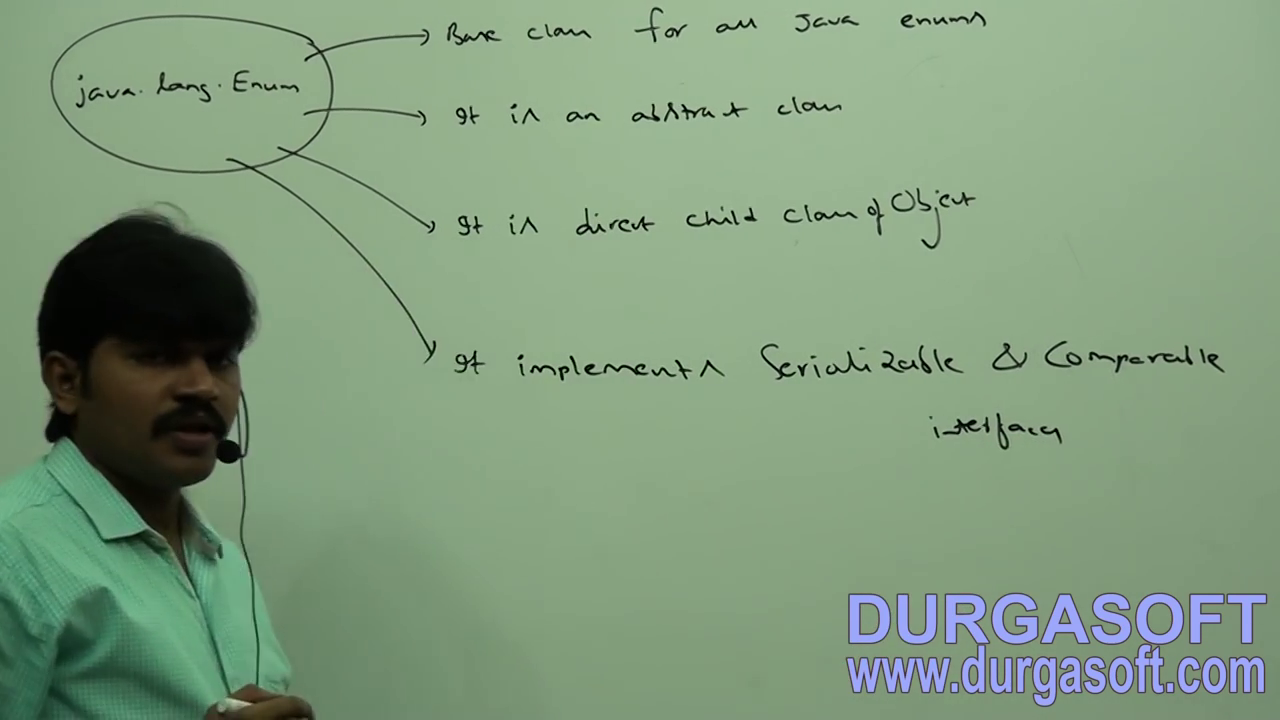 java.lang.Enum
Base class for all Java enums
It is an abstract class
It is direct child class of Object
It implements Serializable & Comparable
interfaces
DURGASOFT
www.durgasoft.com